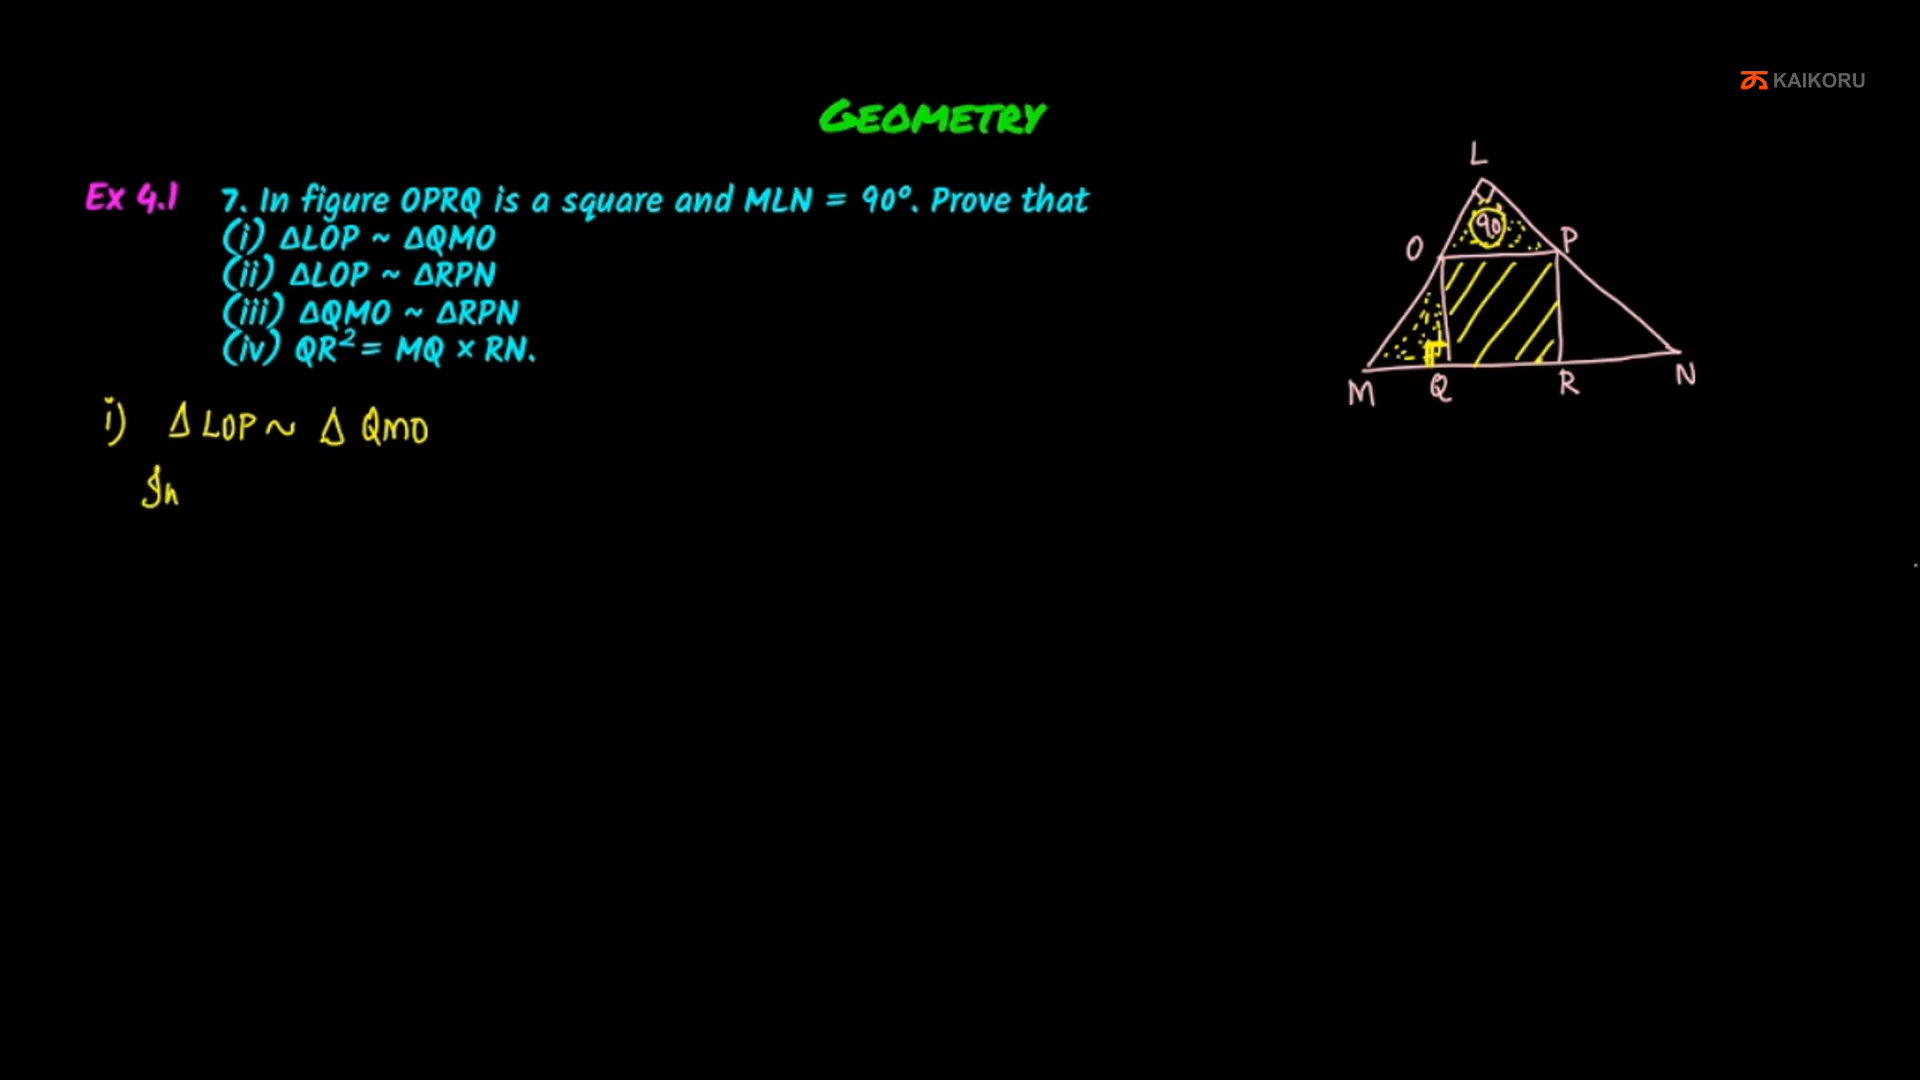 KAIKORU
GEOMETRY
Ex 4.1 7. In figure OPRQ is a square and MLN = 90°. Prove that
(i) ΔLOP ~ ΔQMO
(ii) ΔLOP ~ ΔRPN
(iii) ΔQMO ~ ΔRPN
(iv) QR² = MQ × RN.
i) Δ LOP ~ Δ QMO
In
L
90
O P
M Q R N